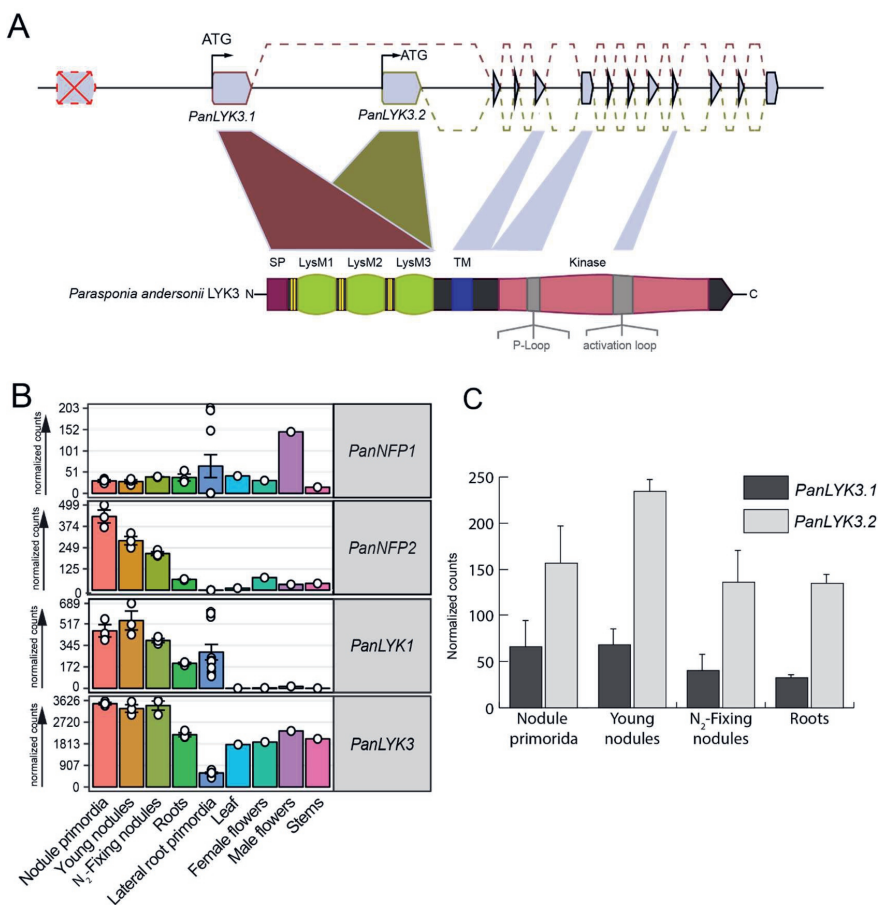 A
ATG
ATG
PanLYK3.1
PanLYK3.2
SP LysM1 LysM2 LysM3 TM Kinase
Parasponia andersonii LYK3 N C
P-Loop activation loop
B
normalized counts
203
152
101
51
0
PanNFP1
normalized counts
499
374
249
125
0
PanNFP2
normalized counts
689
517
345
172
0
PanLYK1
normalized counts
3626
2720
1813
907
0
PanLYK3
Nodule primordia
Young nodules
N2-Fixing nodules
Roots
Lateral root primordia
Leaf
Female flowers
Male flowers
Stems
C
Normalized counts
250
200
150
100
50
0
PanLYK3.1
PanLYK3.2
Nodule
primorida
Young
nodules
N2-Fixing
nodules
Roots